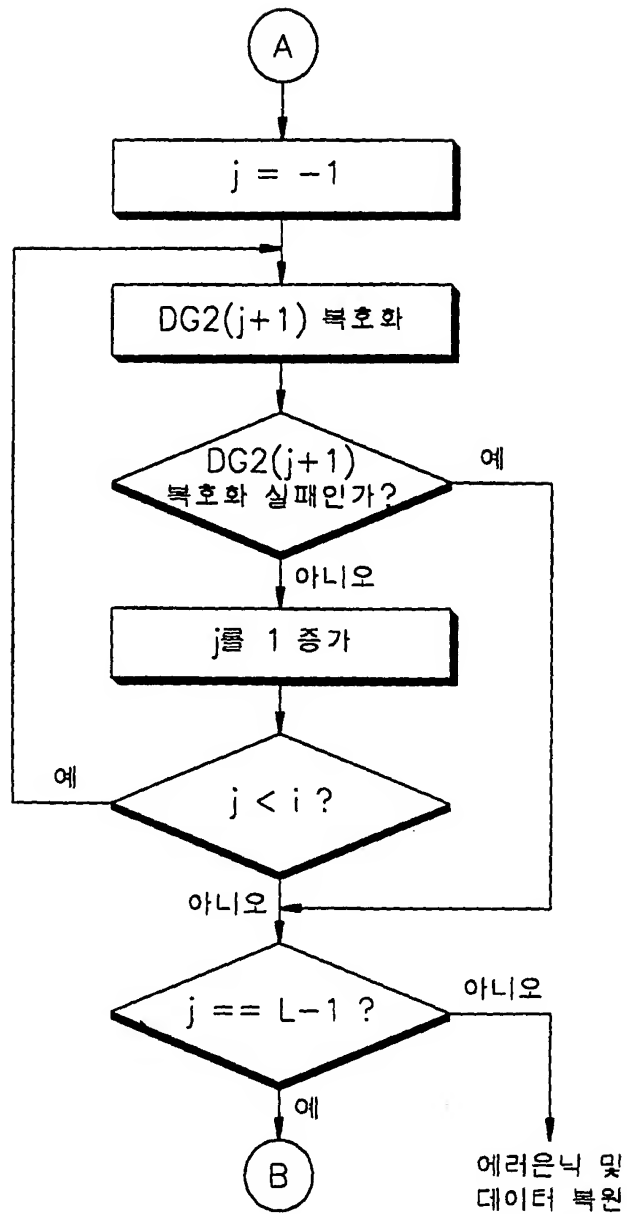 A
j = -1
DG2(j+1) 복호화
DG2(j+1)
복호화 실패인가?
예
아니오
j를 1 증가
예
j < i ?
아니오
j == L-1 ?
아니오
예
B
에러은닉 및
데이터 복원